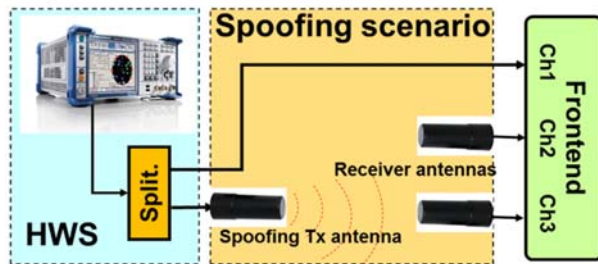 Spoofing scenario
HWS
Split.
Spoofing Tx antenna
Receiver antennas
Ch1
Ch2
Ch3
Frontend